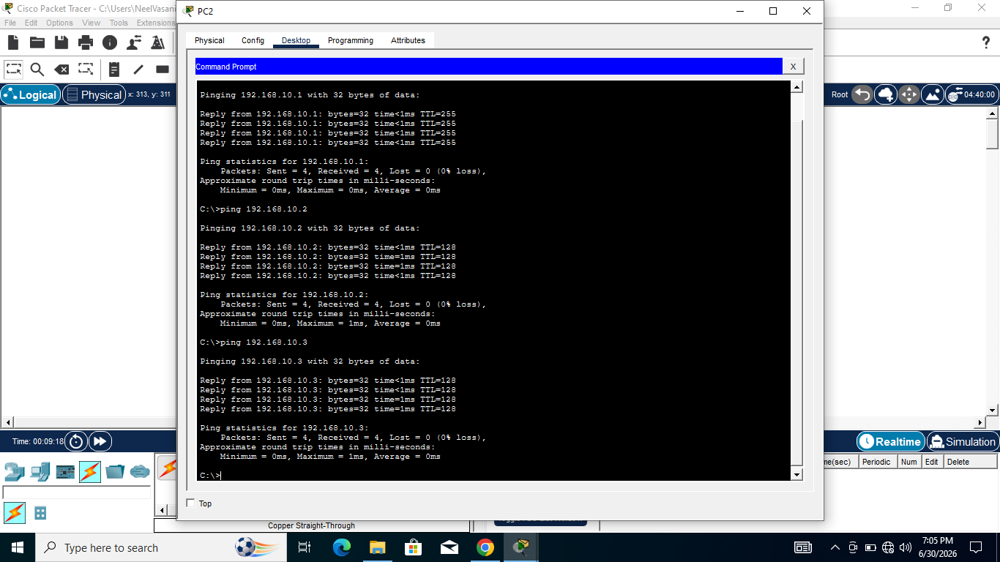 Cisco Packet Tracer - C:\Users\NeelVasani
PC2
File Edit Options View Tools Extensions
Physical Config Desktop Programming Attributes
Command Prompt
X
Logical Physical x: 313, y: 311
Root 04:40:00
Pinging 192.168.10.1 with 32 bytes of data:
Reply from 192.168.10.1: bytes=32 time<1ms TTL=255
Reply from 192.168.10.1: bytes=32 time<1ms TTL=255
Reply from 192.168.10.1: bytes=32 time<1ms TTL=255
Reply from 192.168.10.1: bytes=32 time<1ms TTL=255
Ping statistics for 192.168.10.1:
Packets: Sent = 4, Received = 4, Lost = 0 (0% loss),
Approximate round trip times in milli-seconds:
Minimum = 0ms, Maximum = 0ms, Average = 0ms
C:\>ping 192.168.10.2
Pinging 192.168.10.2 with 32 bytes of data:
Reply from 192.168.10.2: bytes=32 time<1ms TTL=128
Reply from 192.168.10.2: bytes=32 time=1ms TTL=128
Reply from 192.168.10.2: bytes=32 time=1ms TTL=128
Reply from 192.168.10.2: bytes=32 time<1ms TTL=128
Ping statistics for 192.168.10.2:
Packets: Sent = 4, Received = 4, Lost = 0 (0% loss),
Approximate round trip times in milli-seconds:
Minimum = 0ms, Maximum = 1ms, Average = 0ms
C:\>ping 192.168.10.3
Pinging 192.168.10.3 with 32 bytes of data:
Reply from 192.168.10.3: bytes=32 time<1ms TTL=128
Reply from 192.168.10.3: bytes=32 time<1ms TTL=128
Reply from 192.168.10.3: bytes=32 time=1ms TTL=128
Reply from 192.168.10.3: bytes=32 time=1ms TTL=128
Ping statistics for 192.168.10.3:
Packets: Sent = 4, Received = 4, Lost = 0 (0% loss),
Approximate round trip times in milli-seconds:
Minimum = 0ms, Maximum = 1ms, Average = 0ms
C:\>
Top
Time: 00:09:18
Realtime Simulation
me(sec) Periodic Num Edit Delete
Copper Straight-Through
Type here to search
7:05 PM
6/30/2026